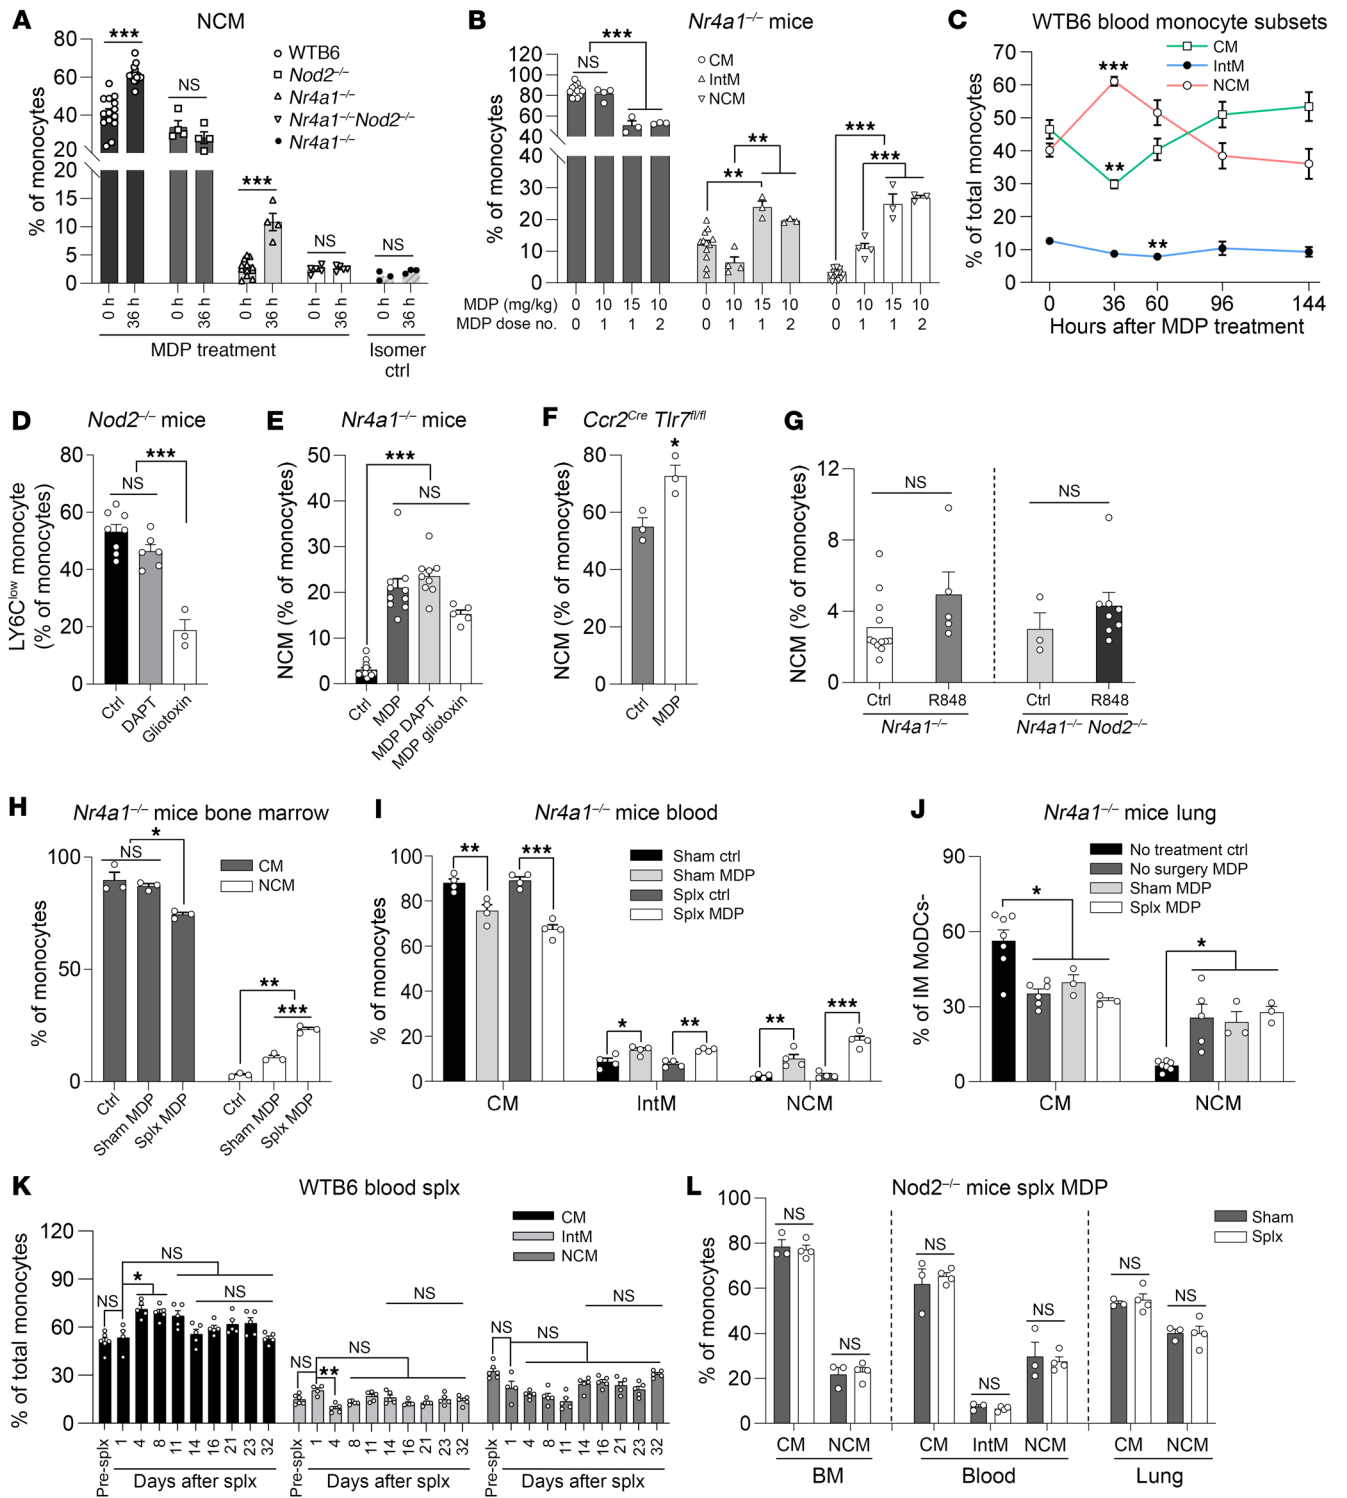 A
NCM
% of monocytes
80
60
40
20
20
15
10
5
0
***
NS
***
NS
NS
WTB6
Nod2–/–
Nr4a1–/–
Nr4a1–/–Nod2–/–
Nr4a1–/–
0 h
36 h
0 h
36 h
0 h
36 h
0 h
36 h
0 h
36 h
MDP treatment
Isomer
ctrl
B
Nr4a1–/– mice
% of monocytes
120
100
80
60
40
40
30
20
10
0
NS
***
**
**
***
***
CM
IntM
NCM
MDP (mg/kg) 0 10 15 10 0 10 15 10 0 10 15 10
MDP dose no. 0 1 1 2 0 1 1 2 0 1 1 2
C
WTB6 blood monocyte subsets
CM
IntM
NCM
% of total monocytes
70
60
50
40
30
20
10
0
***
**
**
0 36 60 96 144
Hours after MDP treatment
D
Nod2–/– mice
LY6Clow monocyte
(% of monocytes)
80
60
40
20
0
***
NS
Ctrl
DAPT
Gliotoxin
E
Nr4a1–/– mice
NCM (% of monocytes)
50
40
30
20
10
0
***
NS
Ctrl
MDP
MDP DAPT
MDP gliotoxin
F
Ccr2Cre Tlr7fl/fl
NCM (% of monocytes)
80
60
40
20
0
*
Ctrl
MDP
G
NCM (% of monocytes)
12
8
4
0
NS
NS
Ctrl R848 Ctrl R848
Nr4a1–/–
Nr4a1–/– Nod2–/–
H
Nr4a1–/– mice bone marrow
% of monocytes
100
50
0
NS
*
**
***
CM
NCM
Ctrl
Sham MDP
Splx MDP
Ctrl
Sham MDP
Splx MDP
I
Nr4a1–/– mice blood
% of monocytes
100
80
60
40
20
0
**
***
*
**
**
***
Sham ctrl
Sham MDP
Splx ctrl
Splx MDP
CM IntM NCM
J
Nr4a1–/– mice lung
% of IM MoDCs-
90
60
30
0
*
*
No treatment ctrl
No surgery MDP
Sham MDP
Splx MDP
CM NCM
K
WTB6 blood splx
% of total monocytes
120
90
60
30
0
CM
IntM
NCM
NS
*
NS
NS
NS
**
NS
NS
NS
NS
NS
Pre-splx 1 4 8 11 14 16 21 23 32
Pre-splx 1 4 8 11 14 16 21 23 32
Pre-splx 1 4 8 11 14 16 21 23 32
Days after splx
Days after splx
Days after splx
L
Nod2–/– mice splx MDP
% of monocytes
100
80
60
40
20
0
NS
NS
NS
NS
NS
NS
NS
Sham
Splx
CM NCM CM IntM NCM CM NCM
BM Blood Lung